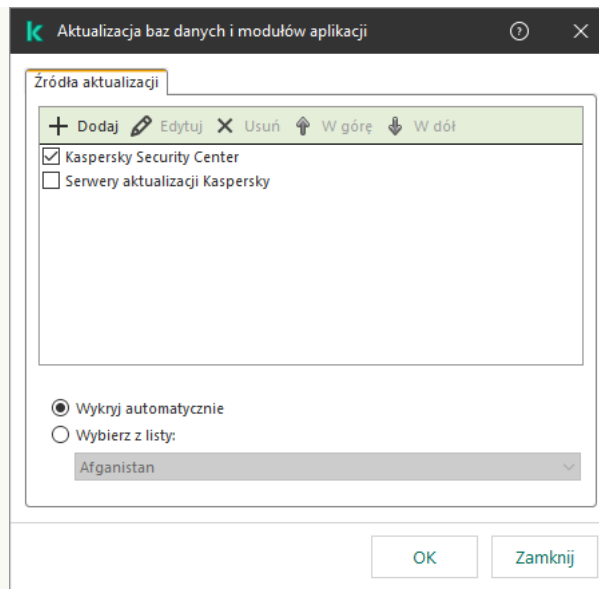 Aktualizacja baz danych i modułów aplikacji
Źródła aktualizacji
Dodaj Edytuj Usuń W górę W dół
Kaspersky Security Center
Serwery aktualizacji Kaspersky
Wykryj automatycznie
Wybierz z listy:
Afganistan
OK Zamknij